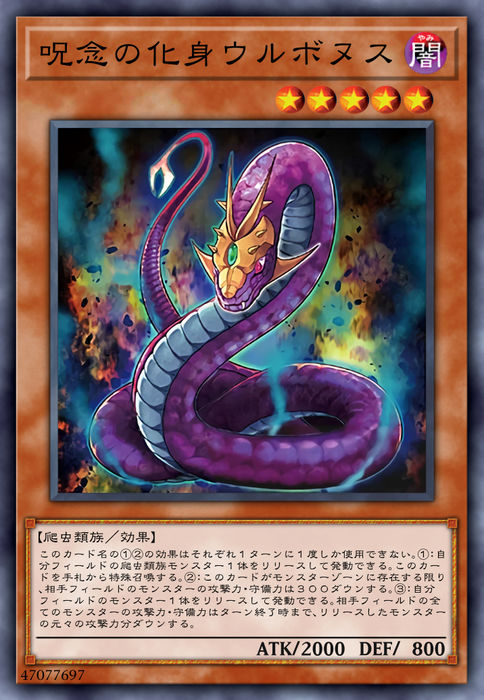 呪念の化身ウルボヌス
やみ
闇
【爬虫類族／効果】
このカード名の①②の効果はそれぞれ1ターンに1度しか使用できない。①：自
分フィールドの爬虫類族モンスター1体をリリースして発動できる。このカー
ドを手札から特殊召喚する。②：このカードがモンスターゾーンに存在する限り
、相手フィールドのモンスターの攻撃力・守備力は300ダウンする。③：自分
フィールドのモンスター1体をリリースして発動できる。相手フィールドの全
てのモンスターの攻撃力・守備力はターン終了時まで、リリースしたモンスター
の元々の攻撃力分ダウンする。
ATK/2000 DEF/ 800
47077697